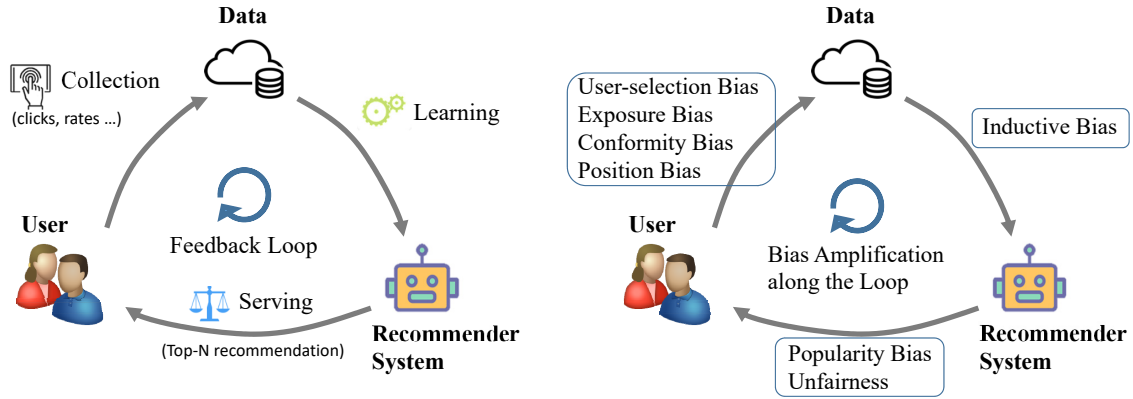 Data
Collection
(clicks, rates ...)
Learning
User
Feedback Loop
Serving
(Top-N recommendation)
Recommender
System
Data
User-selection Bias
Exposure Bias
Conformity Bias
Position Bias
Inductive Bias
User
Bias Amplification
along the Loop
Recommender
System
Popularity Bias
Unfairness